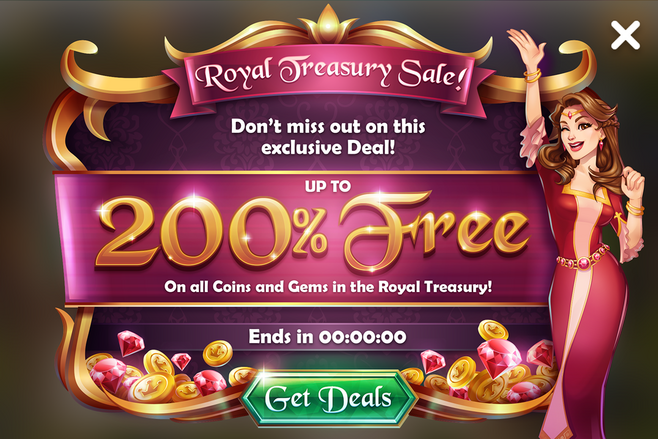 Royal Treasury Sale!
Don't miss out on this
exclusive Deal!
UP TO
200% Free
On all Coins and Gems in the Royal Treasury!
Ends in 00:00:00
Get Deals